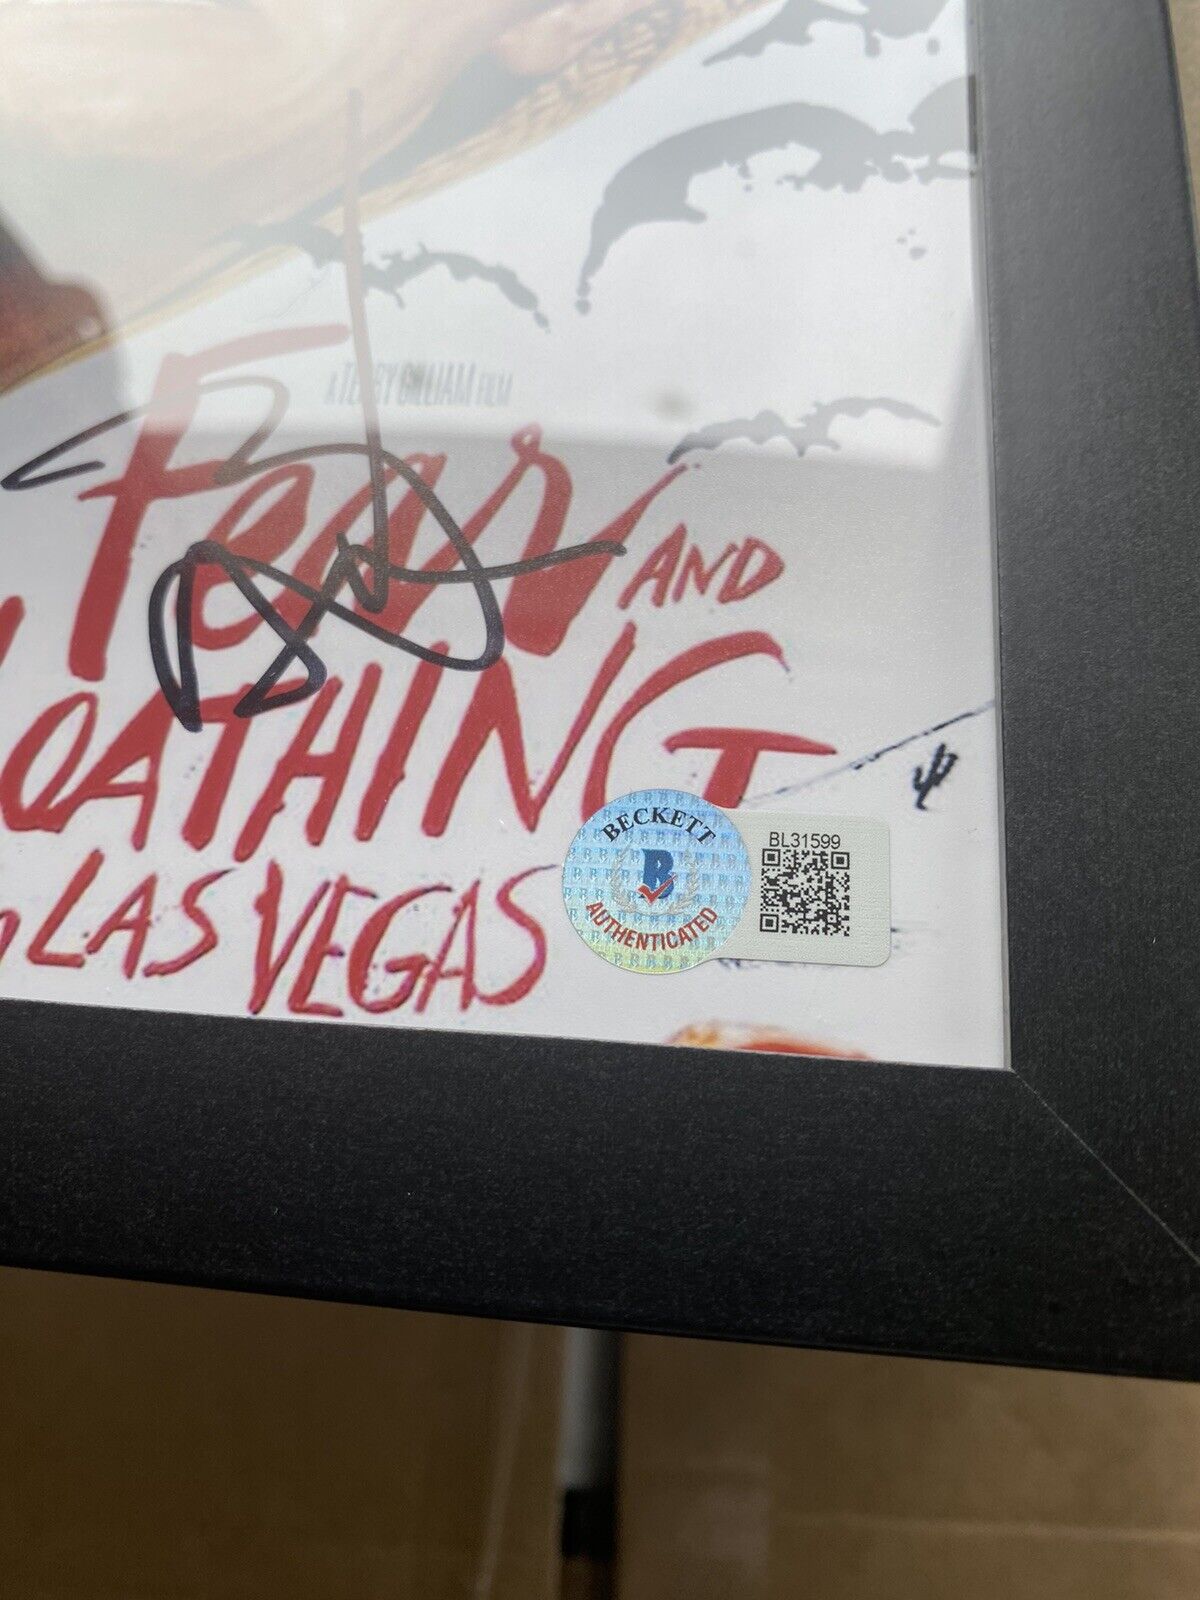 A TERRY GILLIAM FILM
Fear AND
LOATHING
LAS VEGAS
BECKETT
B
AUTHENTICATED
BL31599